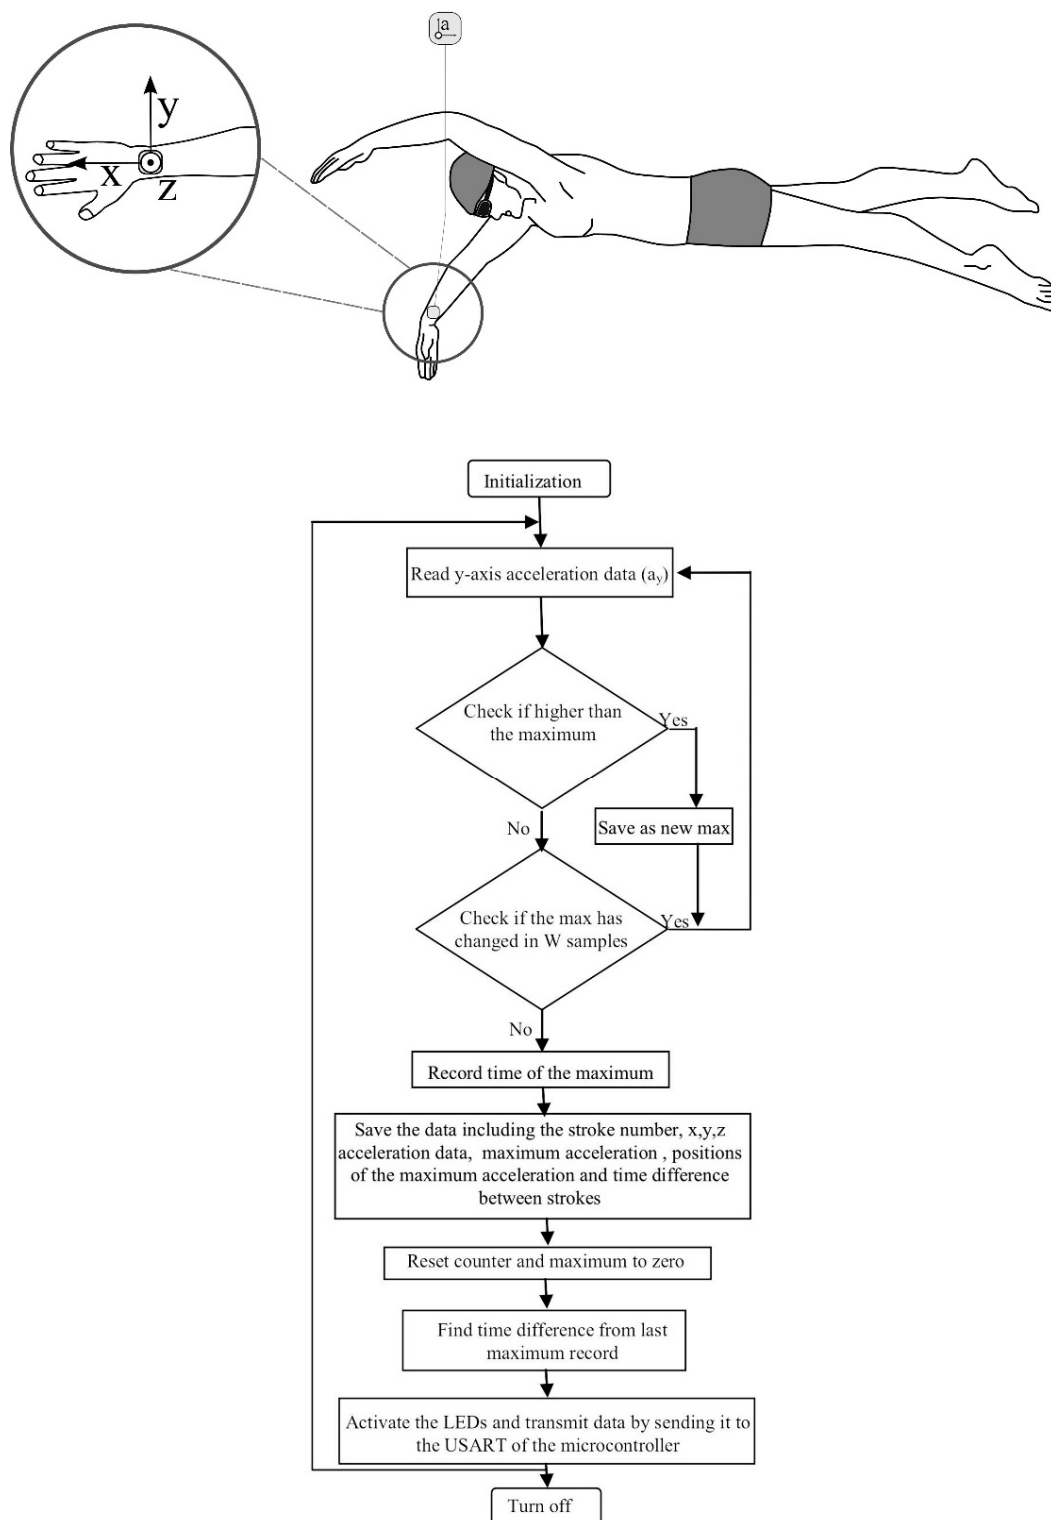 a
y
x
z
Initialization
Read y-axis acceleration data (ay)
Check if higher than
the maximum
Yes
No
Save as new max
Check if the max has
changed in W samples
Yes
No
Record time of the maximum
Save the data including the stroke number, x,y,z
acceleration data, maximum acceleration , positions
of the maximum acceleration and time difference
between strokes
Reset counter and maximum to zero
Find time difference from last
maximum record
Activate the LEDs and transmit data by sending it to
the USART of the microcontroller
Turn off